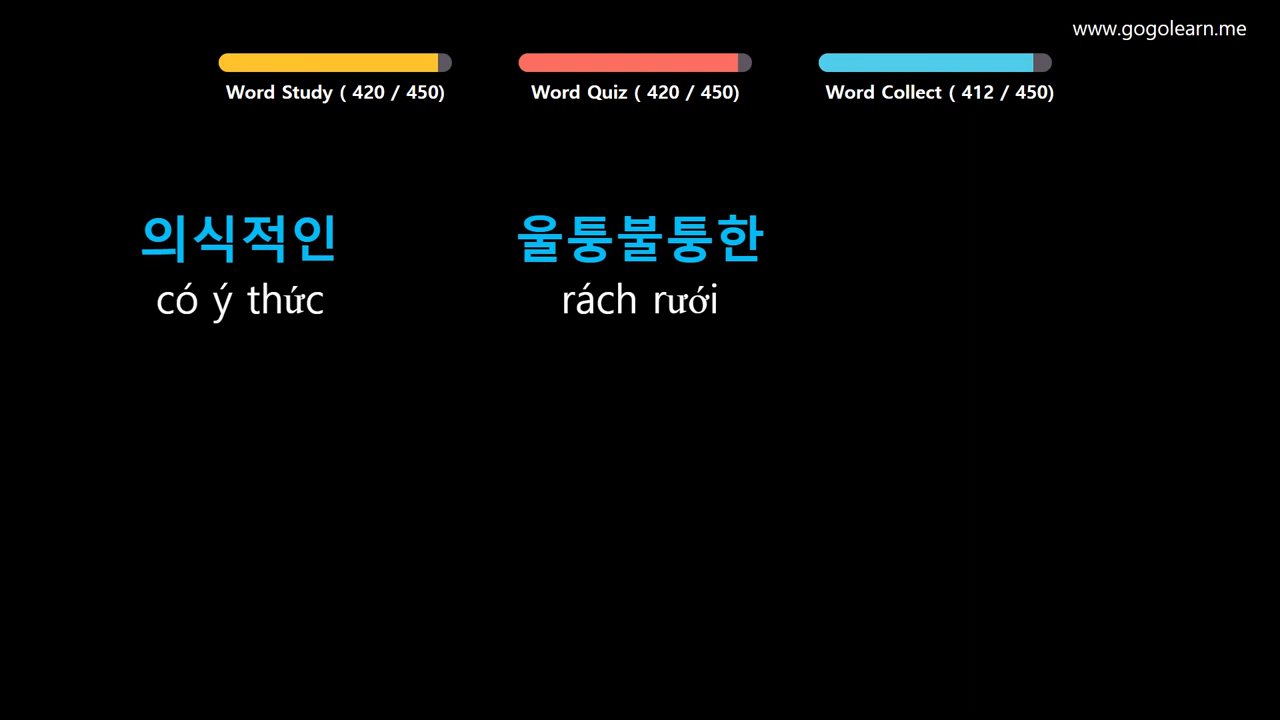 www.gogolearn.me
Word Study ( 420 / 450)
Word Quiz ( 420 / 450)
Word Collect ( 412 / 450)
의식적인
có ý thức
울퉁불퉁한
rách rưới